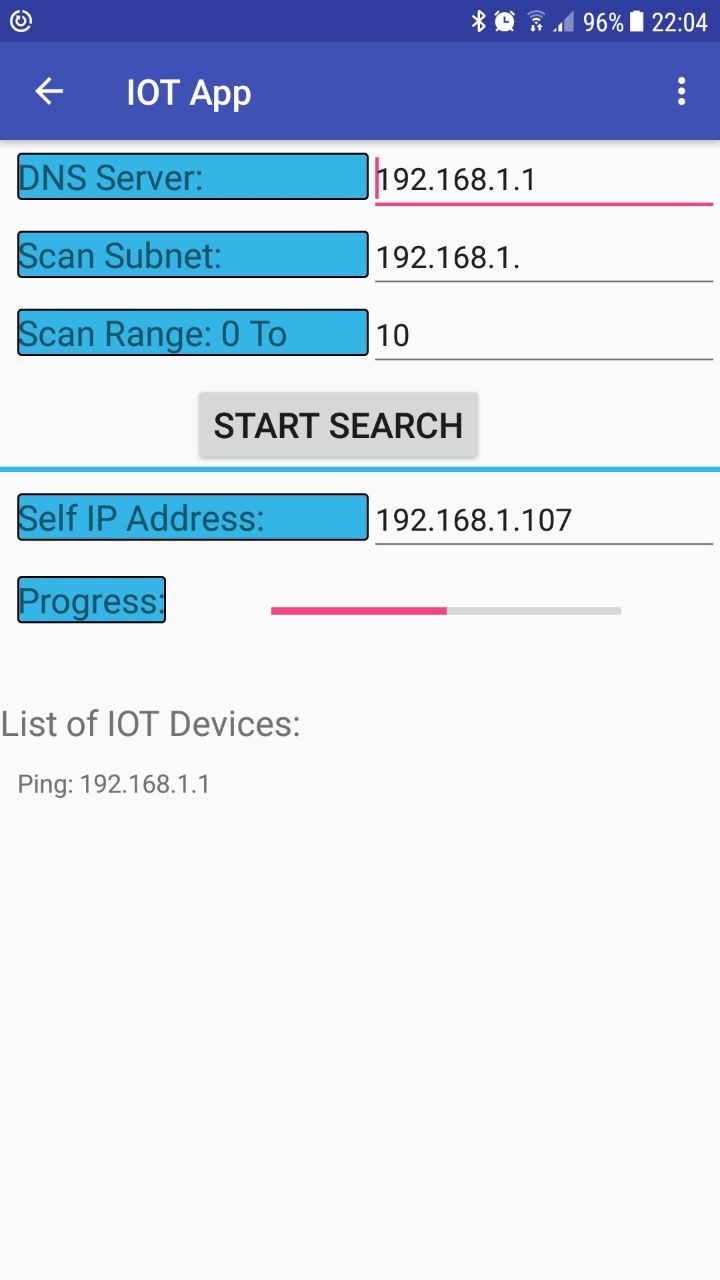 96% 22:04
IOT App
DNS Server: 192.168.1.1
Scan Subnet: 192.168.1.
Scan Range: 0 To 10
START SEARCH
Self IP Address: 192.168.1.107
Progress:
List of IOT Devices:
Ping: 192.168.1.1